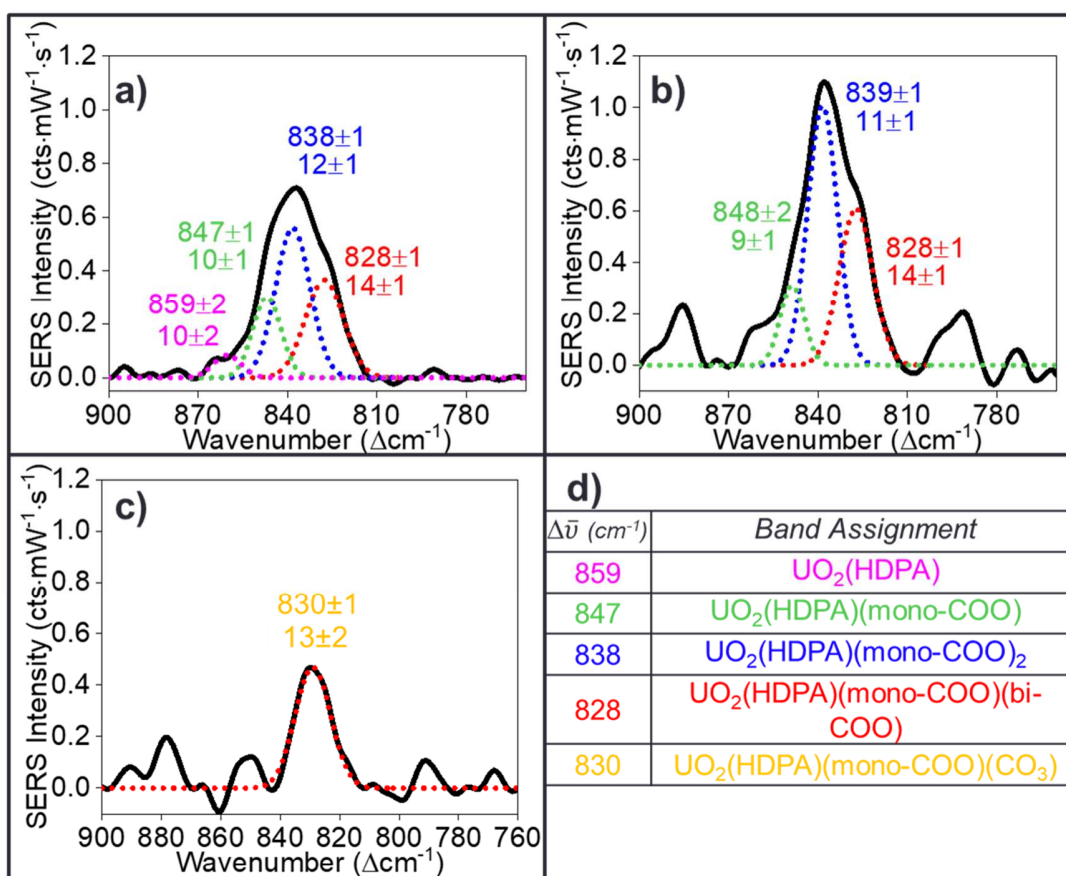 a)
SERS Intensity (cts·mW⁻¹·s⁻¹)
1.2
1.0
0.8
0.6
0.4
0.2
0.0
838±1
12±1
847±1
10±1
828±1
14±1
859±2
10±2
900 870 840 810 780
Wavenumber (Δcm⁻¹)
b)
SERS Intensity (cts·mW⁻¹·s⁻¹)
1.2
1.0
0.8
0.6
0.4
0.2
0.0
839±1
11±1
848±2
9±1
828±1
14±1
900 870 840 810 780
Wavenumber (Δcm⁻¹)
c)
SERS Intensity (cts·mW⁻¹·s⁻¹)
1.2
1.0
0.8
0.6
0.4
0.2
0.0
830±1
13±2
900 880 860 840 820 800 780 760
Wavenumber (Δcm⁻¹)
d)
Δῡ (cm⁻¹) Band Assignment
859 UO₂(HDPA)
847 UO₂(HDPA)(mono-COO)
838 UO₂(HDPA)(mono-COO)₂
828 UO₂(HDPA)(mono-COO)(bi-
COO)
830 UO₂(HDPA)(mono-COO)(CO₃)